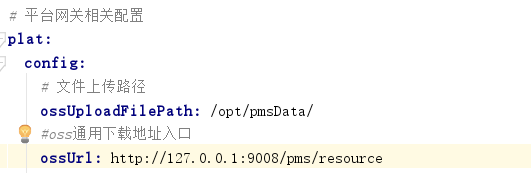 # 平台网关相关配置
plat:
config:
# 文件上传路径
ossUploadFilePath: /opt/pmsData/
#oss通用下载地址入口
ossUrl: http://127.0.0.1:9008/pms/resource